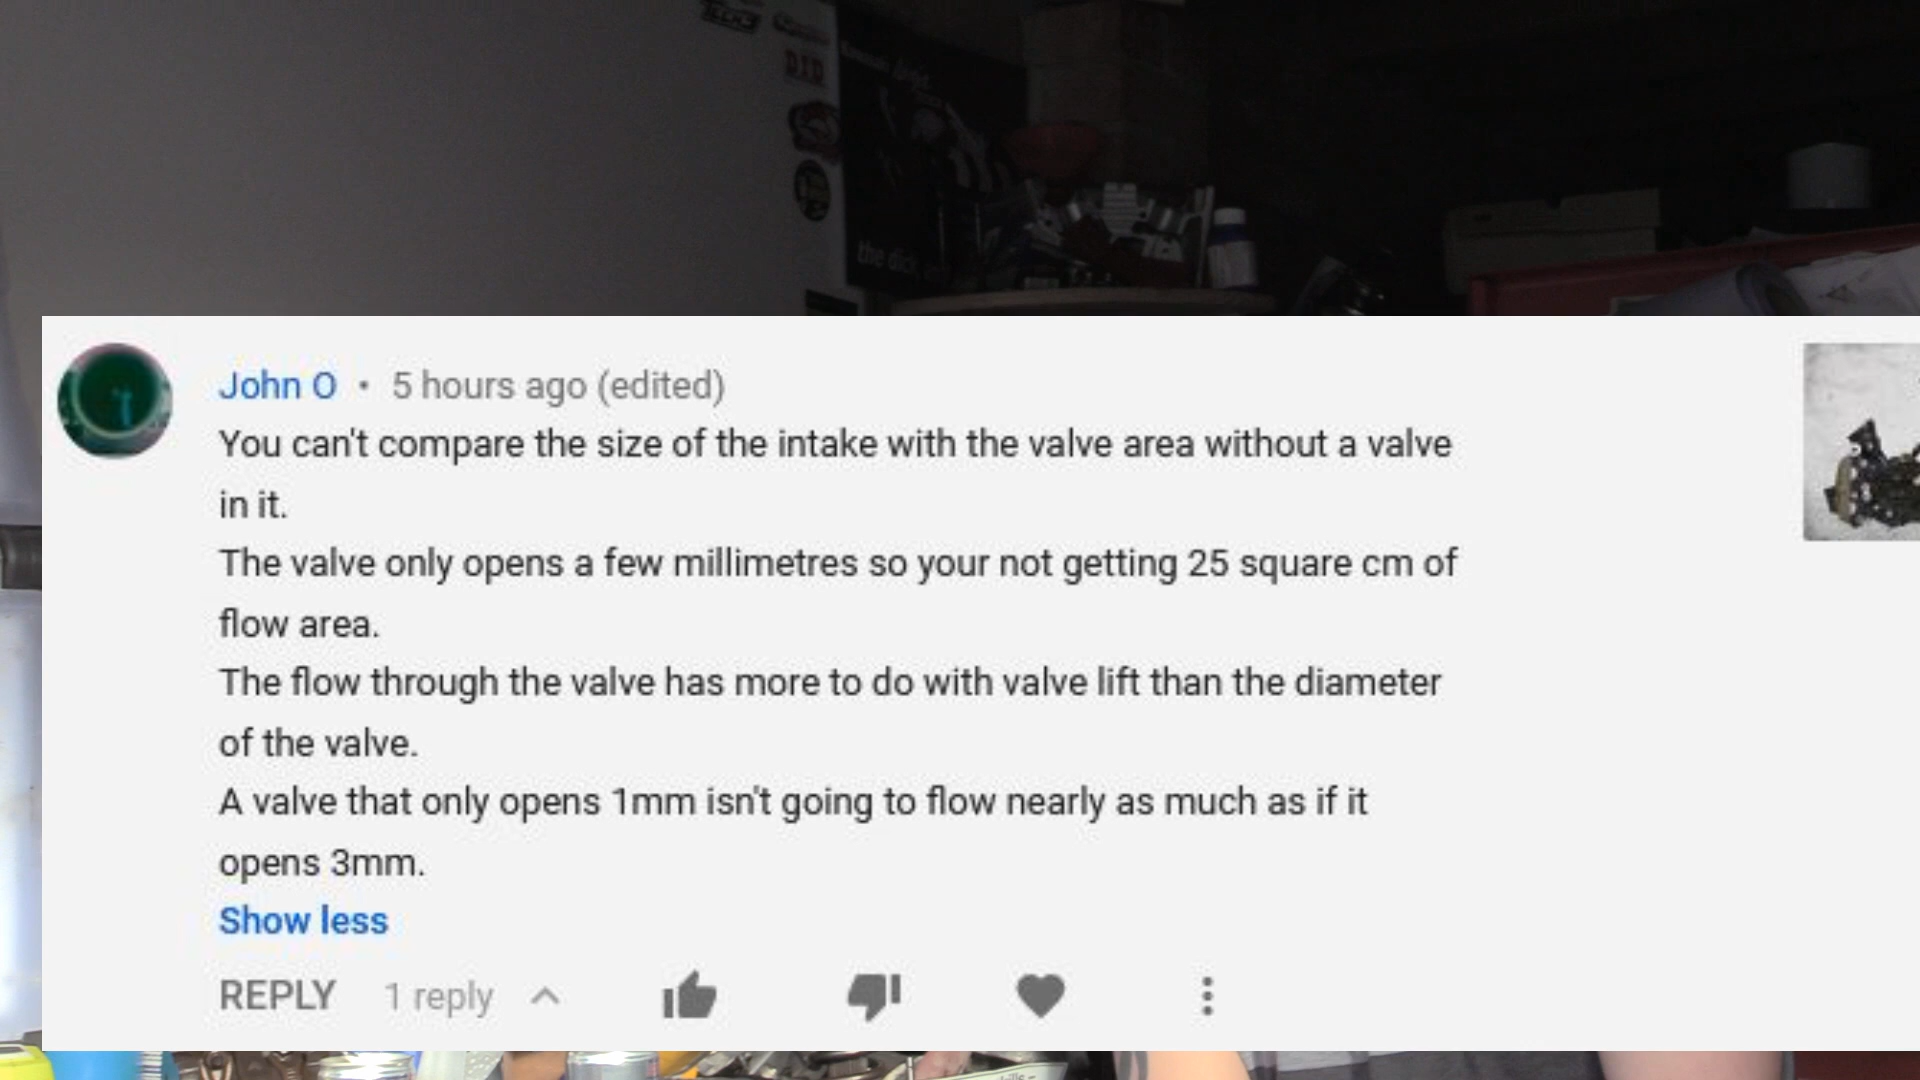 DID
the dick
John O • 5 hours ago (edited)
You can't compare the size of the intake with the valve area without a valve
in it.
The valve only opens a few millimetres so your not getting 25 square cm of
flow area.
The flow through the valve has more to do with valve lift than the diameter
of the valve.
A valve that only opens 1mm isn't going to flow nearly as much as if it
opens 3mm.
Show less
REPLY 1 reply